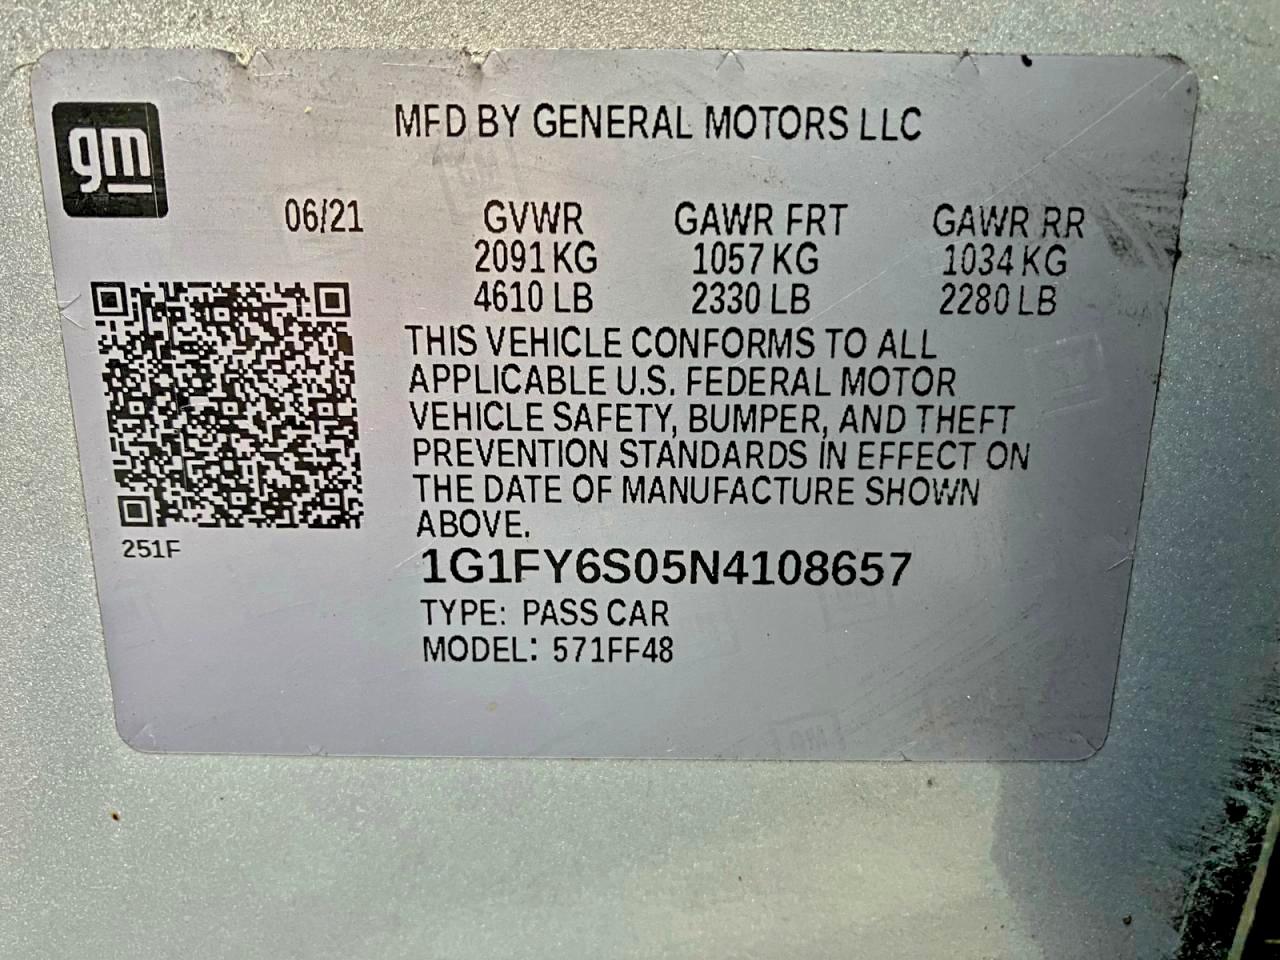 gm
MFD BY GENERAL MOTORS LLC
06/21 GVWR GAWR FRT GAWR RR
2091 KG 1057 KG 1034 KG
4610 LB 2330 LB 2280 LB
THIS VEHICLE CONFORMS TO ALL
APPLICABLE U.S. FEDERAL MOTOR
VEHICLE SAFETY, BUMPER, AND THEFT
PREVENTION STANDARDS IN EFFECT ON
THE DATE OF MANUFACTURE SHOWN
ABOVE.
251F
1G1FY6S05N4108657
TYPE: PASS CAR
MODEL: 571FF48